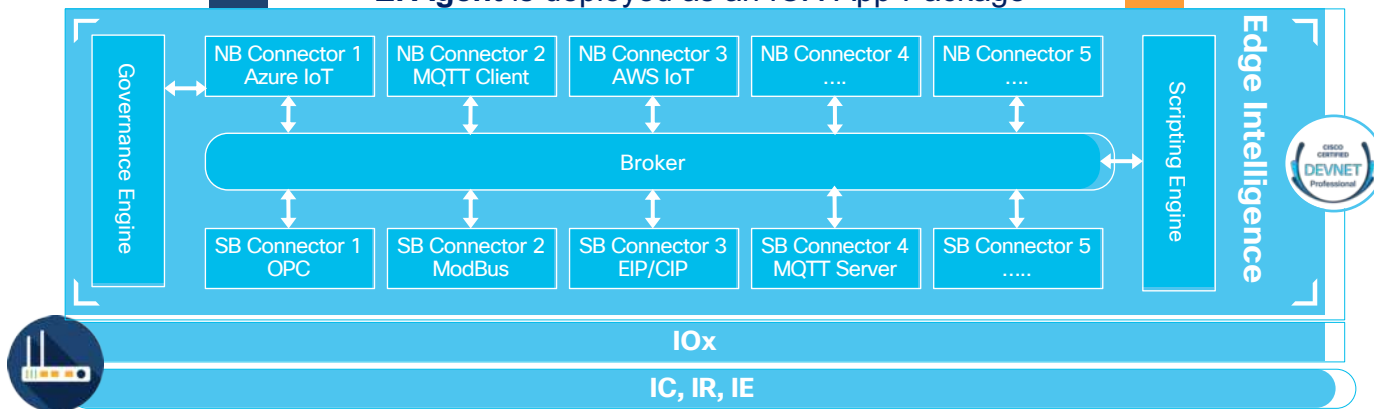 Governance Engine
NB Connector 1
Azure IoT
NB Connector 2
MQTT Client
NB Connector 3
AWS IoT
NB Connector 4
....
NB Connector 5
....
Broker
SB Connector 1
OPC
SB Connector 2
ModBus
SB Connector 3
EIP/CIP
SB Connector 4
MQTT Server
SB Connector 5
.....
Scripting Engine
Edge Intelligence
CISCO
CERTIFIED
DEVNET
Professional
IOx
IC, IR, IE